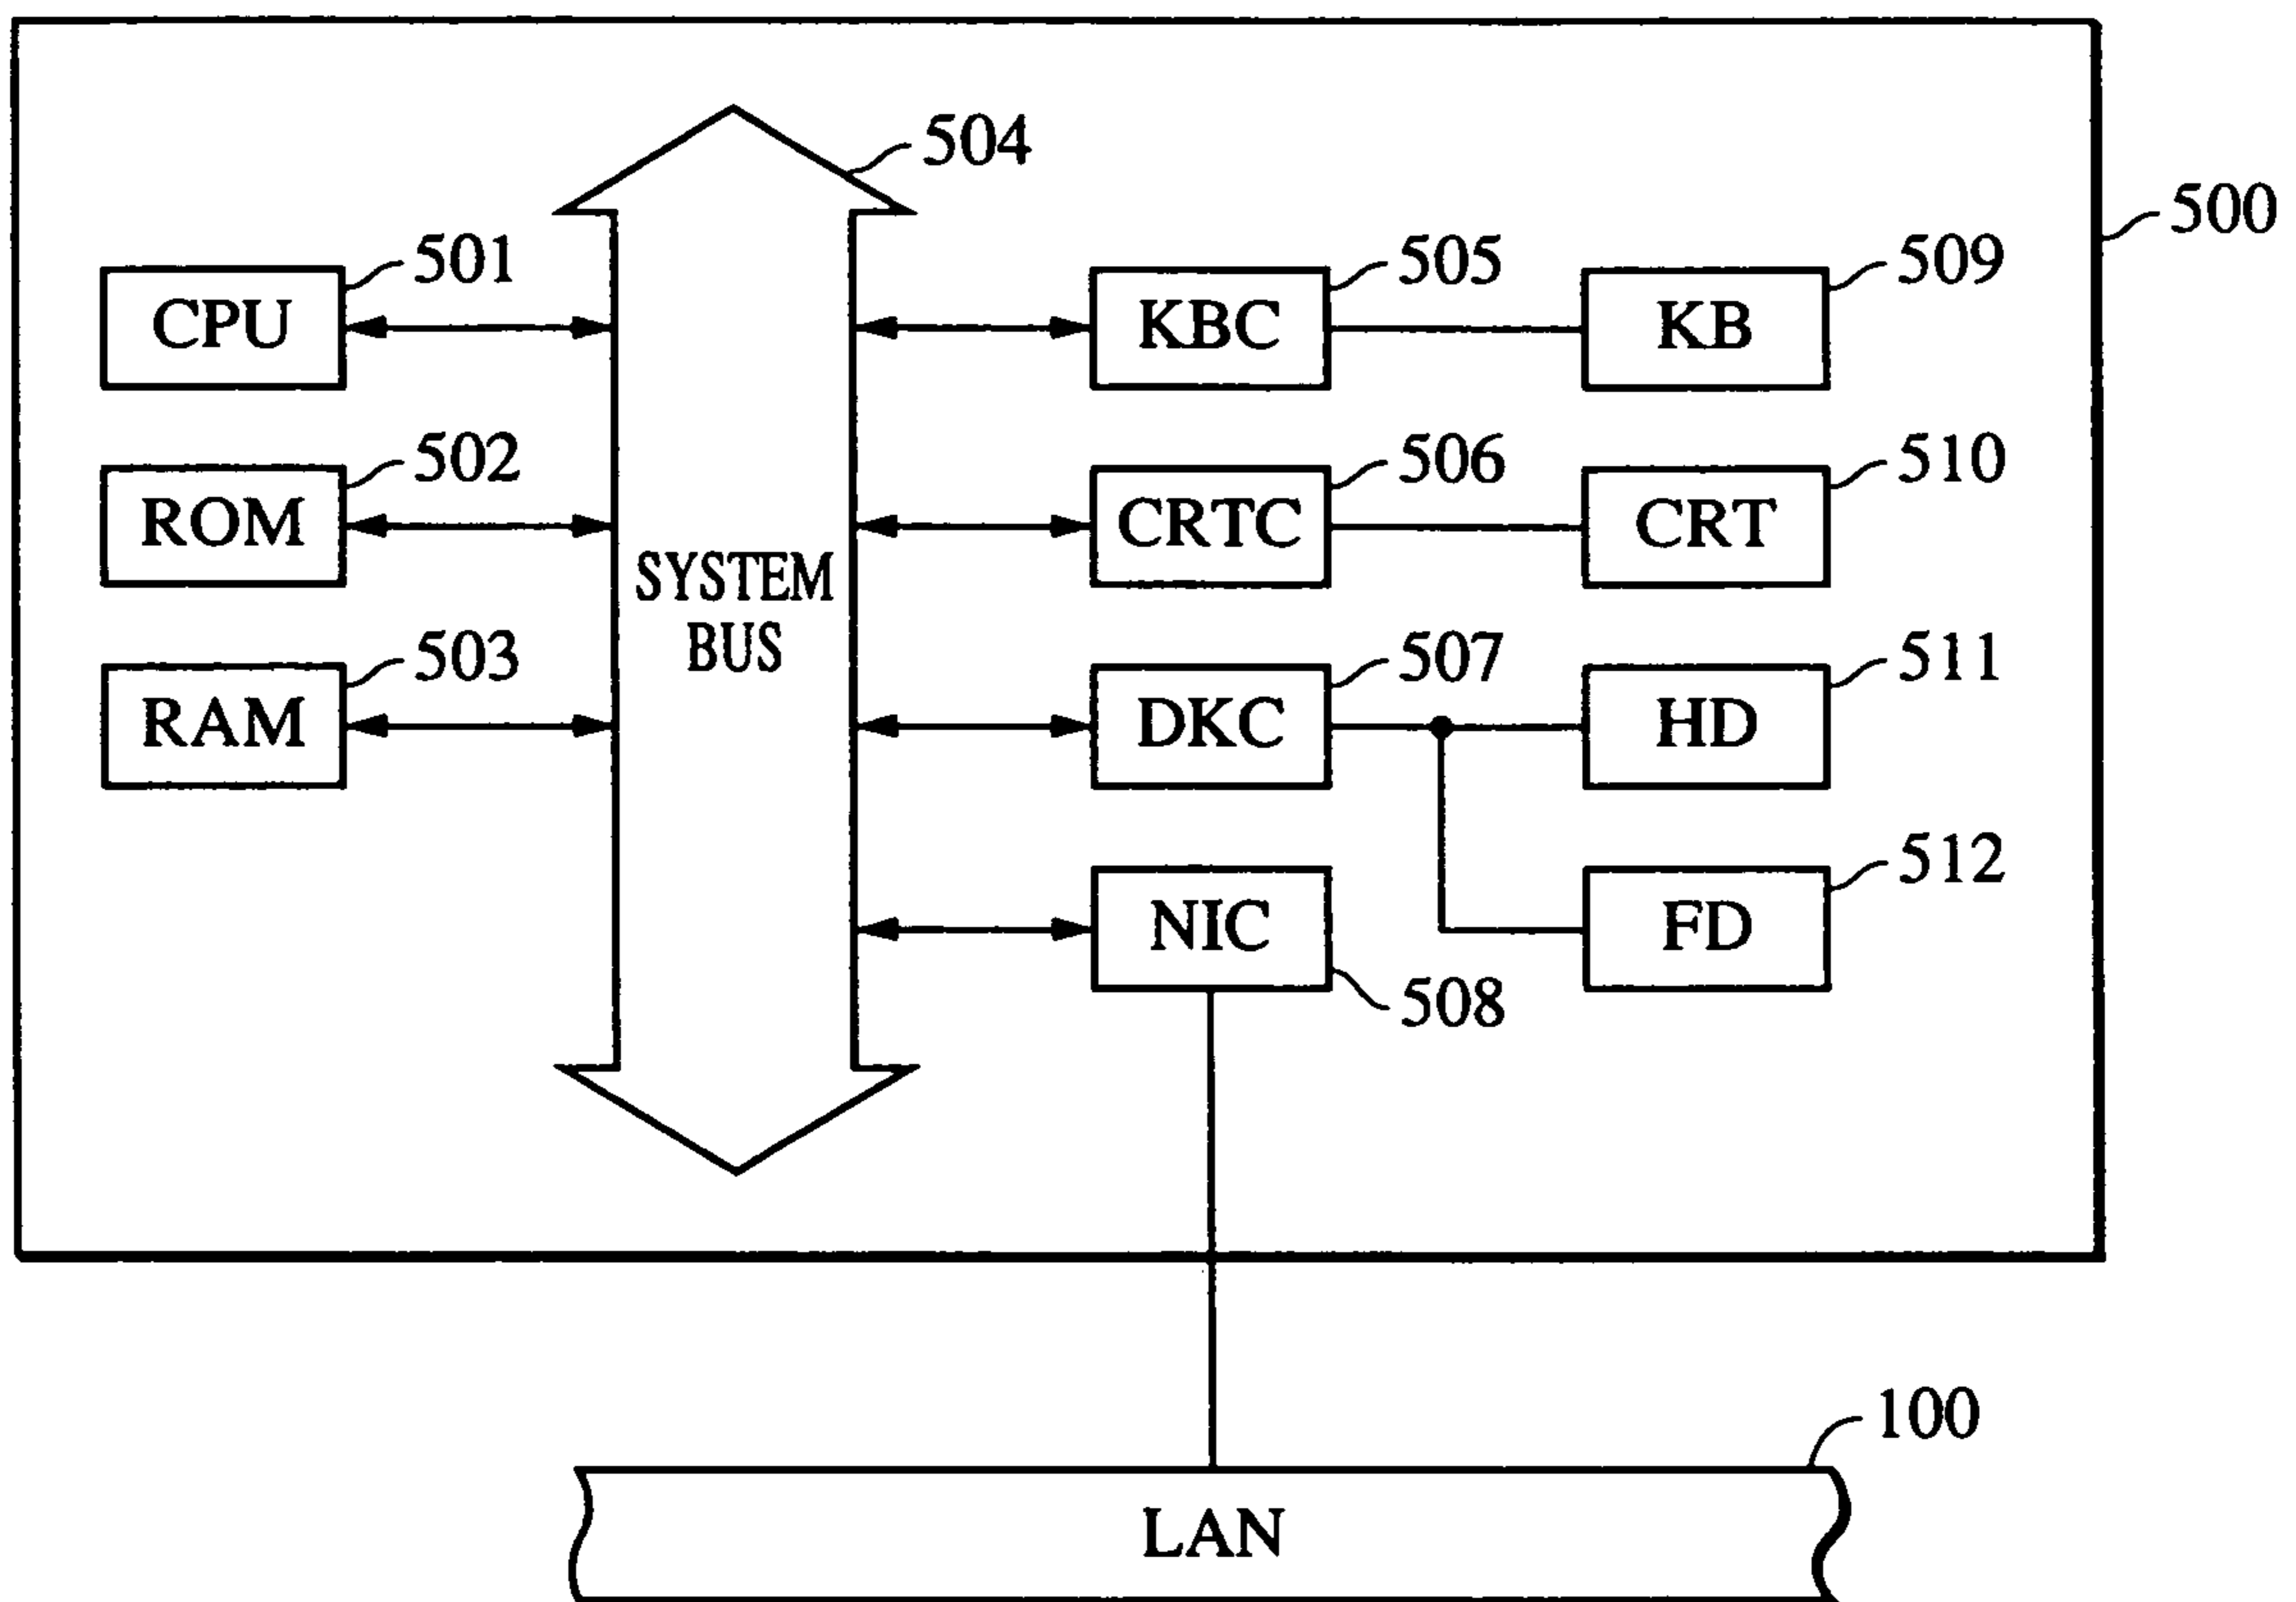 504
500
501
CPU
505
KBC
509
KB
502
ROM
506
CRTC
510
CRT
SYSTEM
BUS
503
RAM
507
DKC
511
HD
NIC
508
512
FD
100
LAN